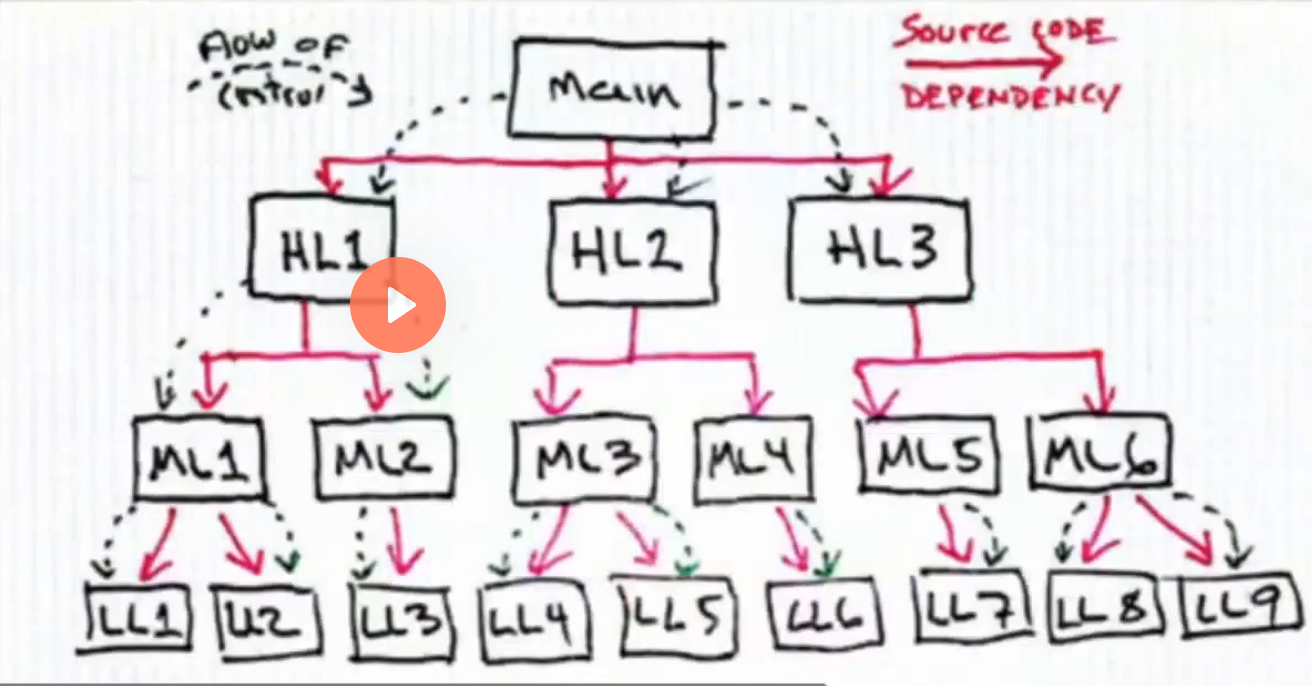 flow of
control
Main
Source CODE
DEPENDENCY
HL1
HL2
HL3
ML1
ML2
ML3
ML4
ML5
ML6
LL1
LL2
LL3
LL4
LL5
LL6
LL7
LL8
LL9